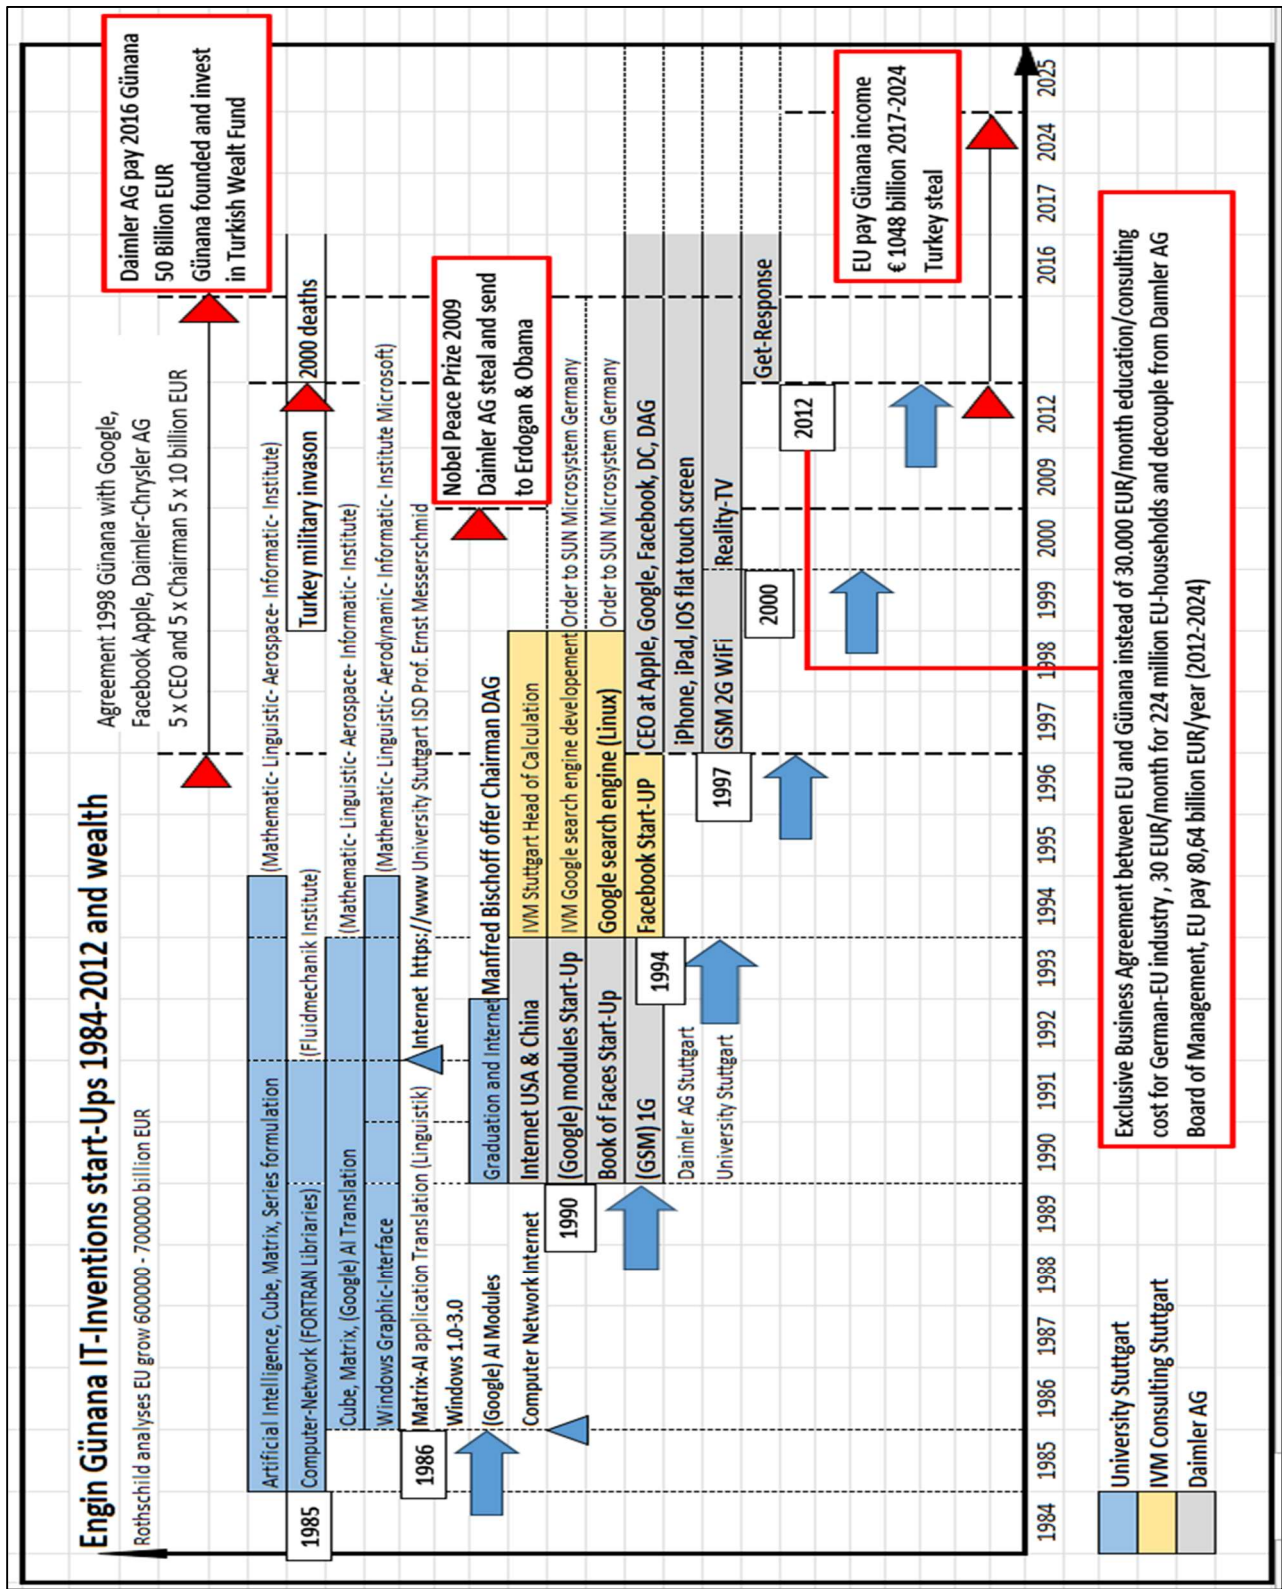 Engin Günana IT-Inventions start-Ups 1984-2012 and wealth
Rothschild analyses EU grow 600000 - 700000 billion EUR
Agreement 1998 Günana with Google,
Facebook Apple, Daimler-Chrysler AG
5 x CEO and 5 x Chairman 5 x 10 billion EUR
Daimler AG pay 2016 Günana
50 Billion EUR
Günana founded and invest
in Turkish Wealt Fund
Artificial Intelligence, Cube, Matrix, Series formulation
(Mathematic- Linguistic- Aerospace- Informatic- Institute)
1985
Computer-Network (FORTRAN Libriaries)
(Fluidmechanik Institute)
Turkey military invason
2000 deaths
Cube, Matrix, (Google) AI Translation
(Mathematic- Linguistic- Aerospace- Informatic- Institute)
Windows Graphic-Interface
(Mathematic- Linguistic- Aerodynamic- Informatic- Institute Microsoft)
1986
Matrix-AI application Translation (Linguistik)
Internet https://www University Stuttgart ISD Prof. Ernst Messerschmid
Windows 1.0-3.0
(Google) AI Modules
Computer Network Internet
Graduation and Internet
Manfred Bischoff offer Chairman DAG
Nobel Peace Prize 2009
Daimler AG steal and send
to Erdogan & Obama
Internet USA & China
IVM Stuttgart Head of Calculation
1990
(Google) modules Start-Up
IVM Google search engine developement
Order to SUN Microsystem Germany
Book of Faces Start-Up
Google search engine (Linux)
Order to SUN Microsystem Germany
(GSM) 1G
Facebook Start-UP
CEO at Apple, Google, Facebook, DC, DAG
1994
iPhone, iPad, IOS flat touch screen
Daimler AG Stuttgart
University Stuttgart
1997
GSM 2G WiFi
Reality-TV
2000
Get-Response
2012
EU pay Günana income
€ 1048 billion 2017-2024
Turkey steal
1984 1985 1986 1987 1988 1989 1990 1991 1992 1993 1994 1995 1996 1997 1998 1999 2000 2009 2012 2016 2017 2024 2025
University Stuttgart
IVM Consulting Stuttgart
Daimler AG
Exclusive Business Agreement between EU and Günana instead of 30.000 EUR/month education/consulting
cost for German-EU industry , 30 EUR/month for 224 million EU-households and decouple from Daimler AG
Board of Management, EU pay 80,64 billion EUR/year (2012-2024)